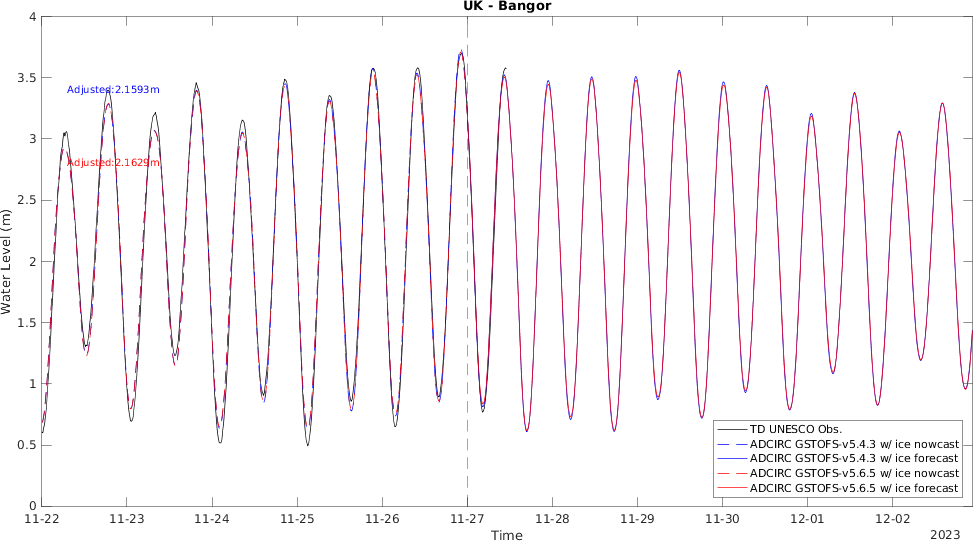 UK - Bangor
4
3.5
3
2.5
2
1.5
1
0.5
0
Water Level (m)
Adjusted:2.1593m
Adjusted:2.1629m
TD UNESCO Obs.
ADCIRC GSTOFS-v5.4.3 w/ ice nowcast
ADCIRC GSTOFS-v5.4.3 w/ ice forecast
ADCIRC GSTOFS-v5.6.5 w/ ice nowcast
ADCIRC GSTOFS-v5.6.5 w/ ice forecast
11-22 11-23 11-24 11-25 11-26 11-27 11-28 11-29 11-30 12-01 12-02
Time
2023